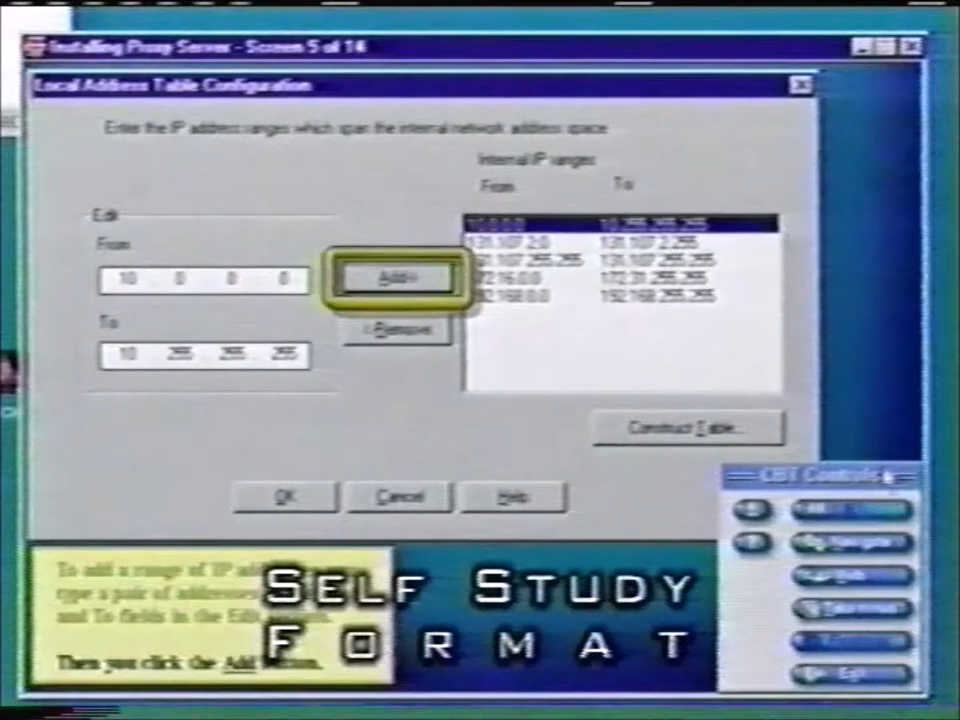 Installing Proxy Server - Screen 5 of 14
Local Address Table Configuration
Enter the IP address ranges which span the internal network address space
Internal IP ranges
From To
Edit
From
10 0 0 0
To
10 255 255 255
Add->
<-Remove
10.0.0.0 10.255.255.255
131.107.2.0 131.107.2.255
131.107.255.255
172.16.0.0 172.31.255.255
192.168.0.0 192.168.255.255
Construct Table...
OK Cancel Help
To add a range of IP
type a pair of addresses
and To fields in the Edit
Then you click the Add button.
SELF STUDY
FORMAT
CBT Controls
Navigator
Exit